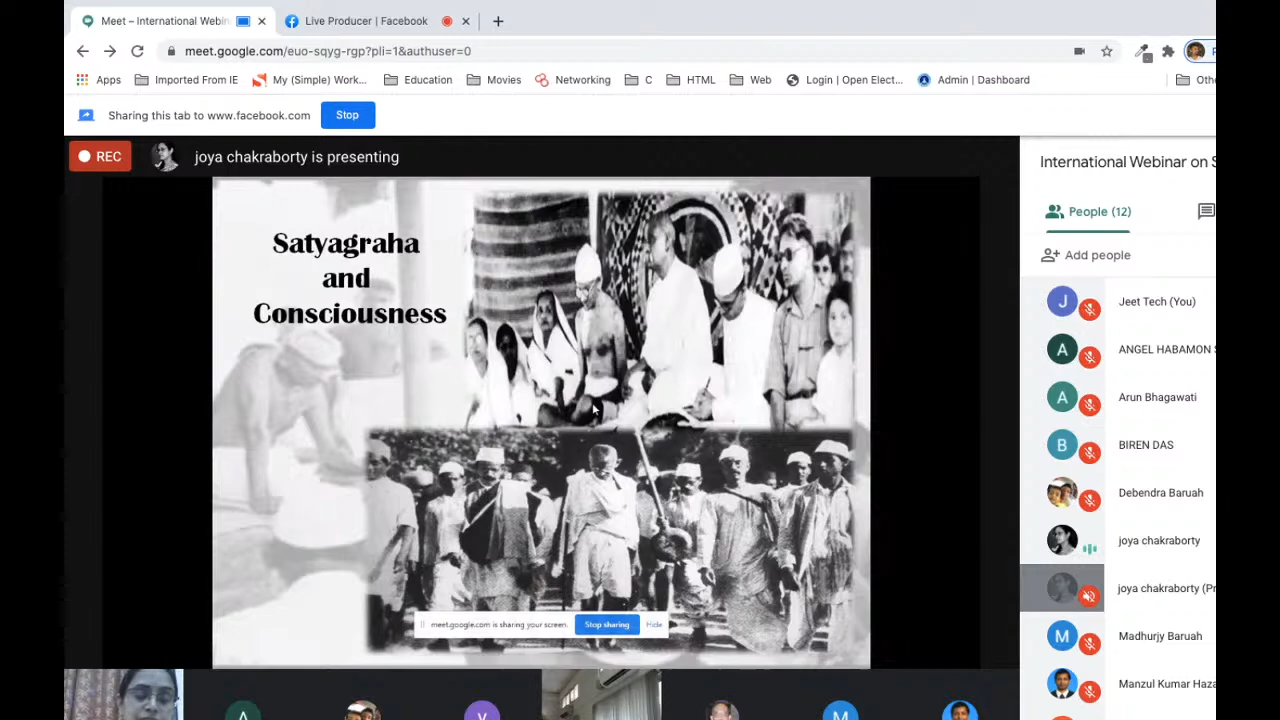 Meet – International Webin
Live Producer | Facebook
meet.google.com/euo-sqyg-rgp?pli=1&authuser=0
Apps Imported From IE My (Simple) Work... Education Movies Networking C HTML Web Login | Open Elect... Admin | Dashboard Othe
Sharing this tab to www.facebook.com Stop
REC joya chakraborty is presenting
Satyagraha
and
Consciousness
meet.google.com is sharing your screen. Stop sharing Hide
International Webinar on S
People (12)
Add people
J Jeet Tech (You)
A ANGEL HABAMON S
A Arun Bhagawati
B BIREN DAS
Debendra Baruah
joya chakraborty
joya chakraborty (Pr
M Madhurjy Baruah
Manzul Kumar Haza
A Y M